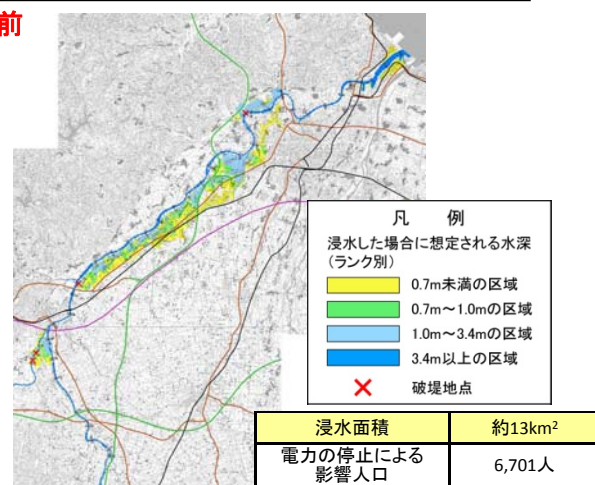 前
凡 例
浸水した場合に想定される水深
(ランク別)
0.7m未満の区域
0.7m～1.0mの区域
1.0m～3.4mの区域
3.4m以上の区域
破堤地点
浸水面積 約13km²
電力の停止による
影響人口 6,701人